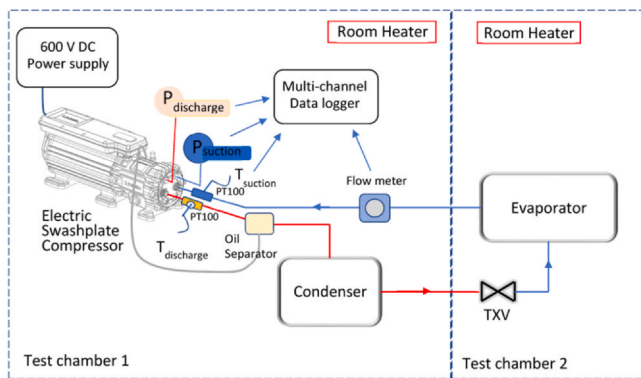 600 V DC
Power supply
Room Heater
Room Heater
Multi-channel
Data logger
P discharge
P suction
T suction
PT100
PT100
T discharge
Flow meter
Electric
Swashplate
Compressor
Oil
Separator
Evaporator
Condenser
TXV
Test chamber 1
Test chamber 2